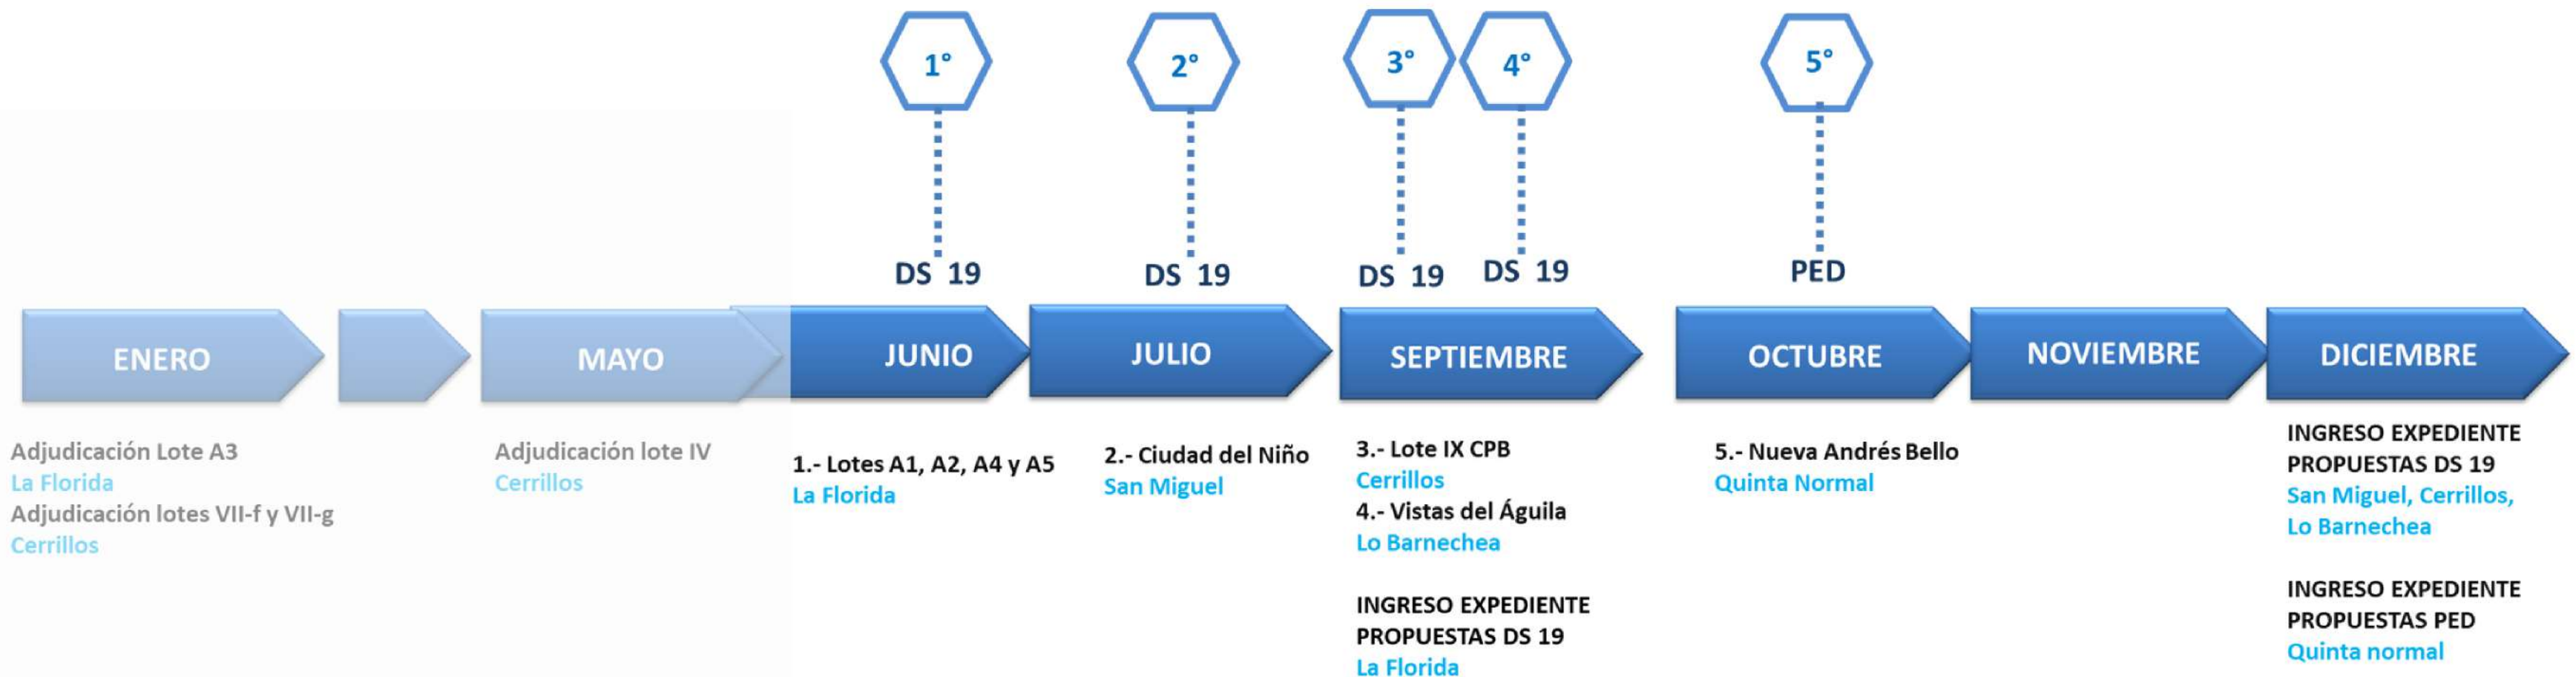 1°
2°
3°
4°
5°
DS 19
DS 19
DS 19
DS 19
PED
ENERO
MAYO
JUNIO
JULIO
SEPTIEMBRE
OCTUBRE
NOVIEMBRE
DICIEMBRE
Adjudicación Lote A3
La Florida
Adjudicación lotes VII-f y VII-g
Cerrillos
Adjudicación lote IV
Cerrillos
1.- Lotes A1, A2, A4 y A5
La Florida
2.- Ciudad del Niño
San Miguel
3.- Lote IX CPB
Cerrillos
4.- Vistas del Águila
Lo Barnechea
INGRESO EXPEDIENTE
PROPUESTAS DS 19
La Florida
5.- Nueva Andrés Bello
Quinta Normal
INGRESO EXPEDIENTE
PROPUESTAS DS 19
San Miguel, Cerrillos,
Lo Barnechea
INGRESO EXPEDIENTE
PROPUESTAS PED
Quinta normal